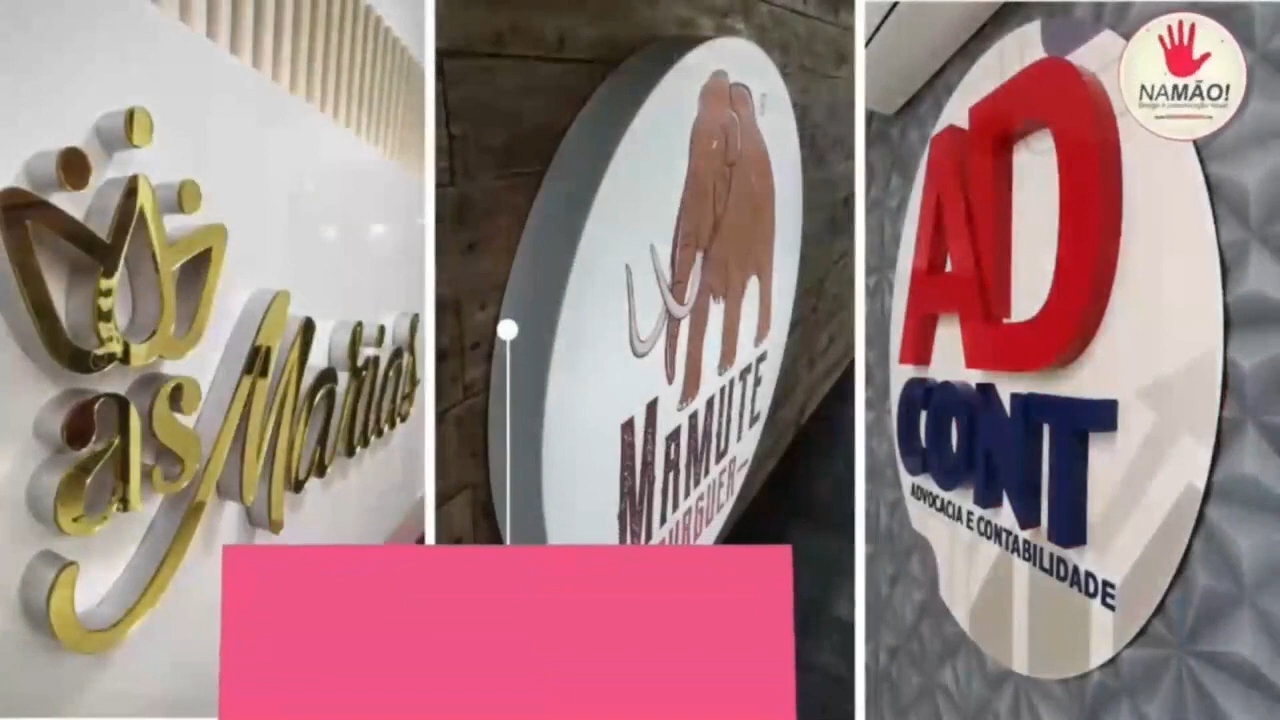 as Marias
MAMUTE
AD
CONT
ADVOCACIA E CONTABILIDADE
NAMÃO!